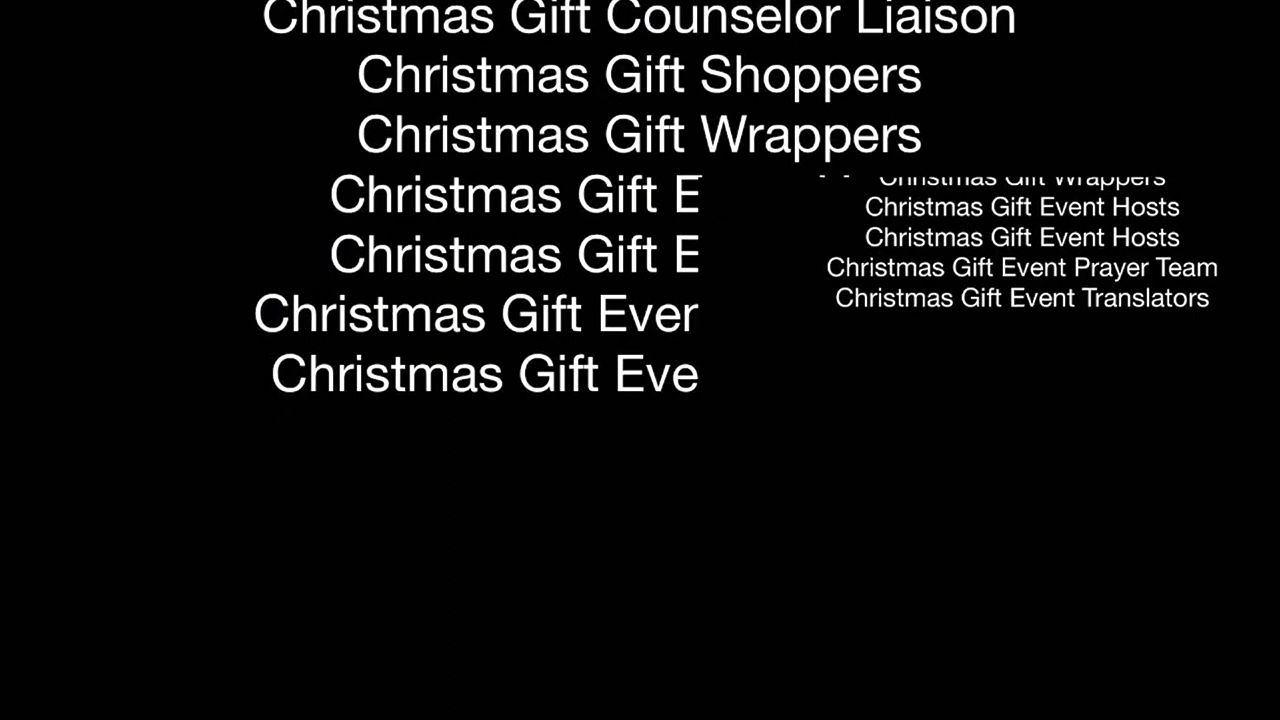 Christmas Gift Counselor Liaison
Christmas Gift Shoppers
Christmas Gift Wrappers
Christmas Gift E
Christmas Gift E
Christmas Gift Ever
Christmas Gift Eve
Christmas Gift Wrappers
Christmas Gift Event Hosts
Christmas Gift Event Hosts
Christmas Gift Event Prayer Team
Christmas Gift Event Translators